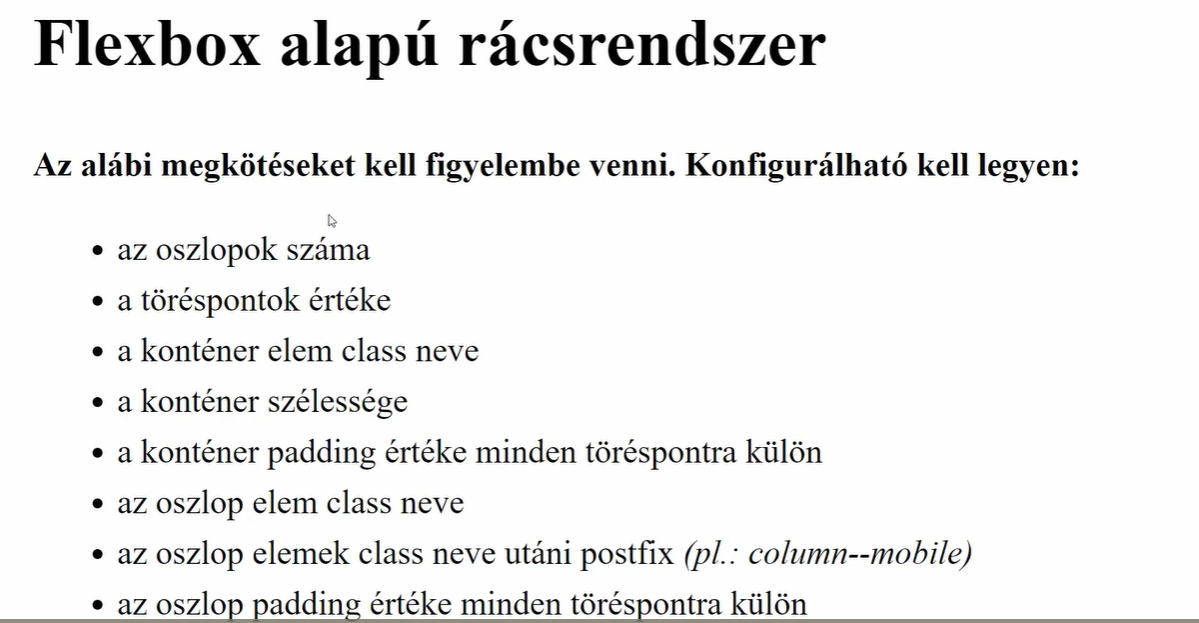 Flexbox alapú rácsrendszer
Az alábi megkötéseket kell figyelembe venni. Konfigurálható kell legyen:
• az oszlopok száma
• a töréspontok értéke
• a konténer elem class neve
• a konténer szélessége
• a konténer padding értéke minden töréspontra külön
• az oszlop elem class neve
• az oszlop elemek class neve utáni postfix (pl.: column--mobile)
• az oszlop padding értéke minden töréspontra külön